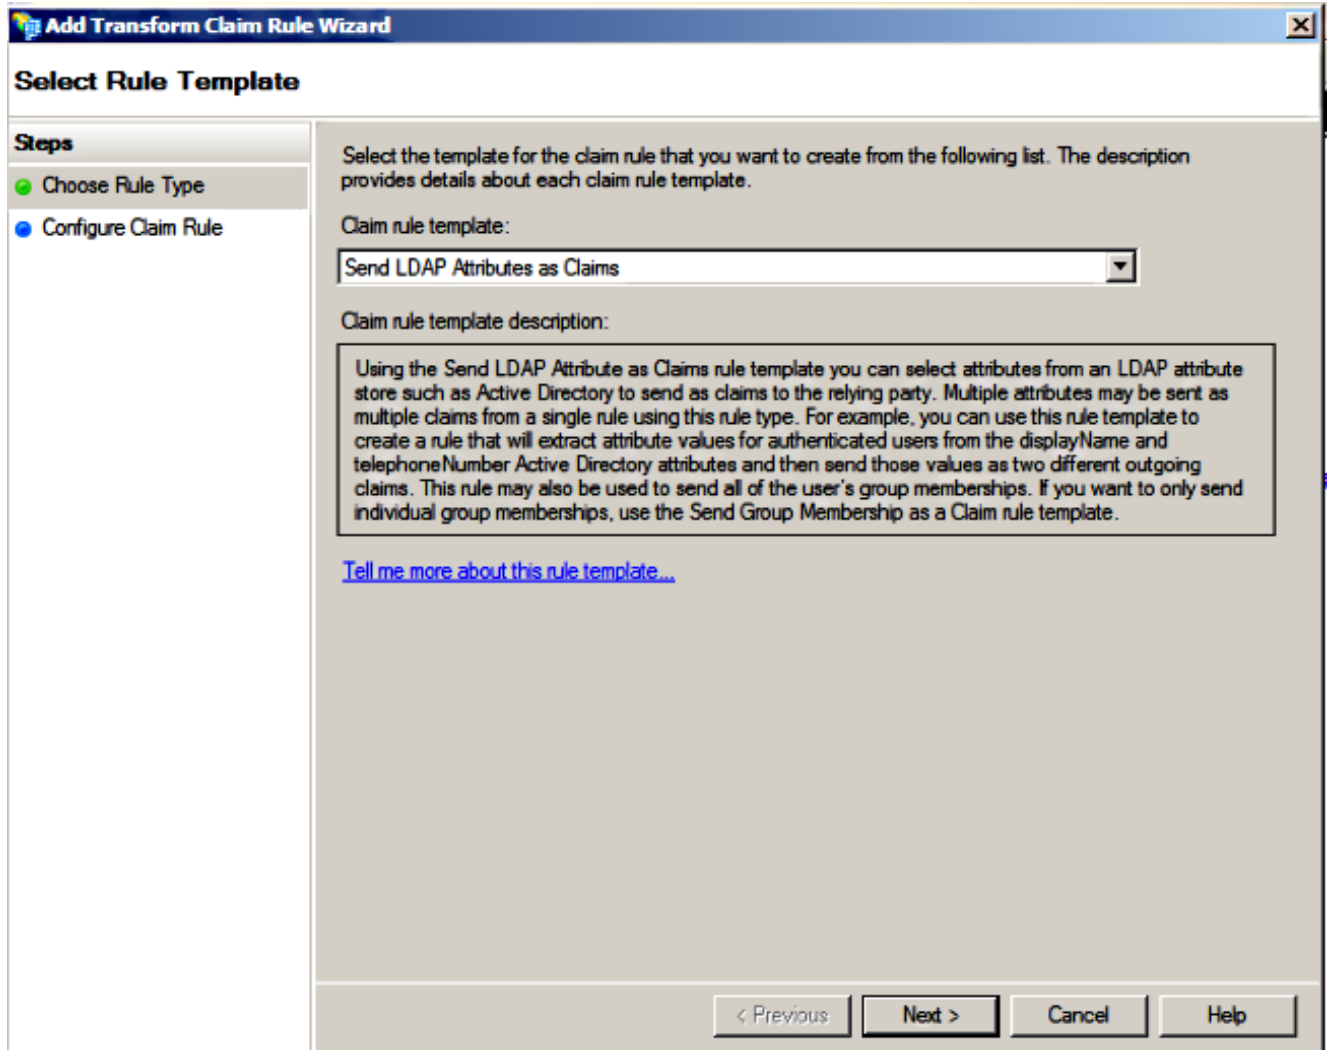 Add Transform Claim Rule Wizard
Select Rule Template
Steps
Choose Rule Type
Configure Claim Rule
Select the template for the claim rule that you want to create from the following list. The description
provides details about each claim rule template.
Claim rule template:
Send LDAP Attributes as Claims
Claim rule template description:
Using the Send LDAP Attribute as Claims rule template you can select attributes from an LDAP attribute
store such as Active Directory to send as claims to the relying party. Multiple attributes may be sent as
multiple claims from a single rule using this rule type. For example, you can use this rule template to
create a rule that will extract attribute values for authenticated users from the displayName and
telephoneNumber Active Directory attributes and then send those values as two different outgoing
claims. This rule may also be used to send all of the user's group memberships. If you want to only send
individual group memberships, use the Send Group Membership as a Claim rule template.
Tell me more about this rule template...
< Previous
Next >
Cancel
Help